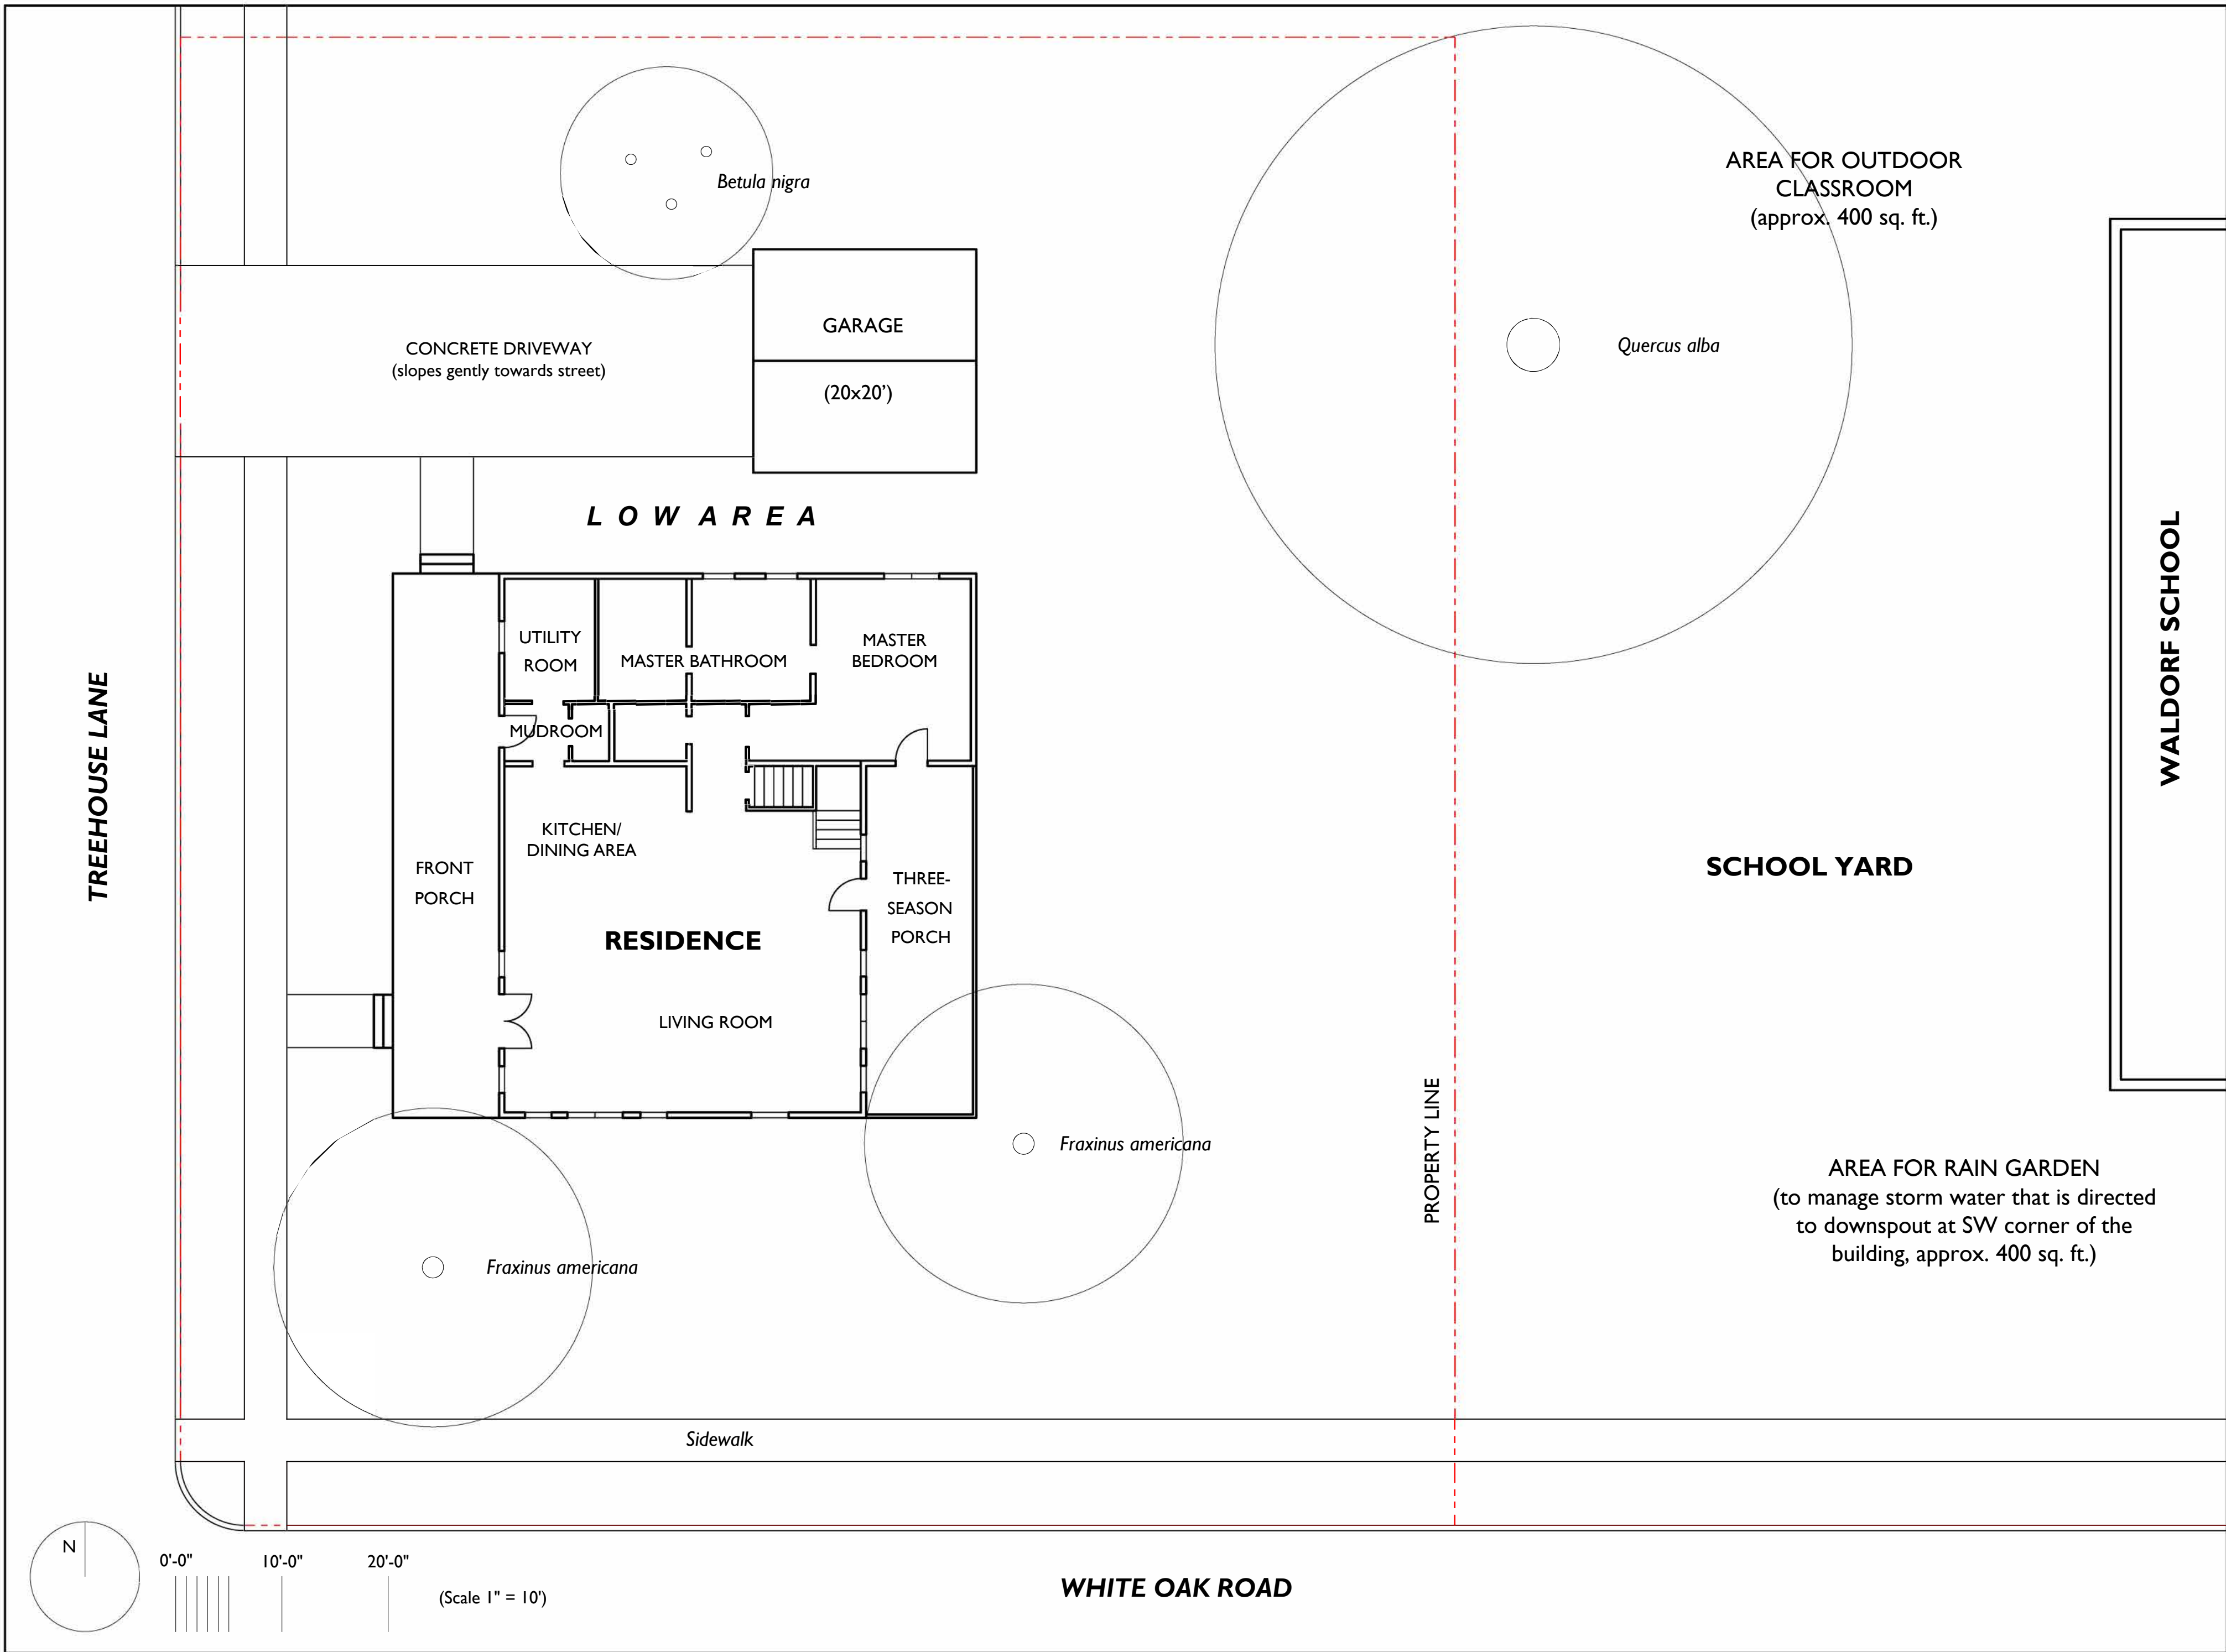 Betula nigra
AREA FOR OUTDOOR
CLASSROOM
(approx. 400 sq. ft.)
GARAGE
(20x20')
CONCRETE DRIVEWAY
(slopes gently towards street)
Quercus alba
LOW AREA
WALDORF SCHOOL
TREEHOUSE LANE
UTILITY
ROOM
MASTER BATHROOM
MASTER
BEDROOM
MUDROOM
KITCHEN/
DINING AREA
FRONT
PORCH
THREE-
SEASON
PORCH
RESIDENCE
LIVING ROOM
SCHOOL YARD
PROPERTY LINE
Fraxinus americana
AREA FOR RAIN GARDEN
(to manage storm water that is directed
to downspout at SW corner of the
building, approx. 400 sq. ft.)
Fraxinus americana
Sidewalk
N
0'-0"
10'-0"
20'-0"
(Scale 1" = 10')
WHITE OAK ROAD